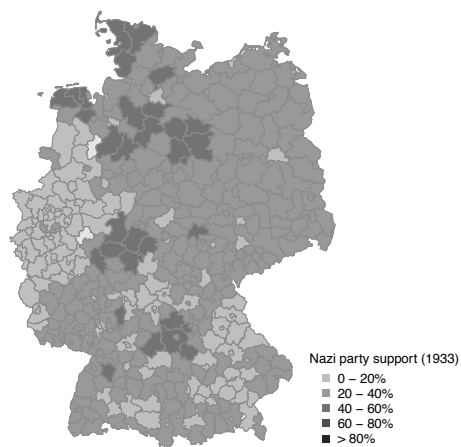 Nazi party support (1933)
0 – 20%
20 – 40%
40 – 60%
60 – 80%
> 80%